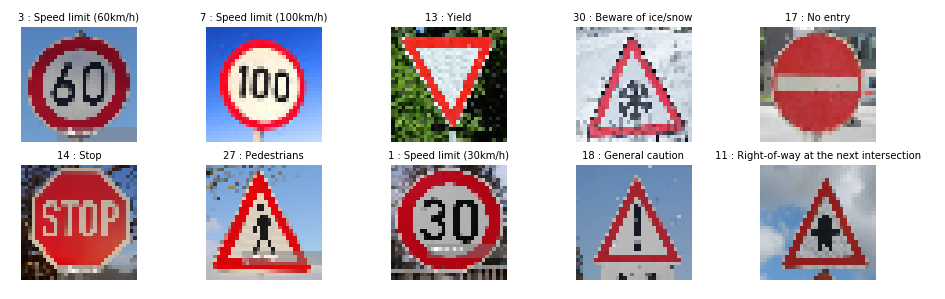 3 : Speed limit (60km/h)
7 : Speed limit (100km/h)
13 : Yield
30 : Beware of ice/snow
17 : No entry
60
100
14 : Stop
27 : Pedestrians
1 : Speed limit (30km/h)
18 : General caution
11 : Right-of-way at the next intersection
STOP
30
!